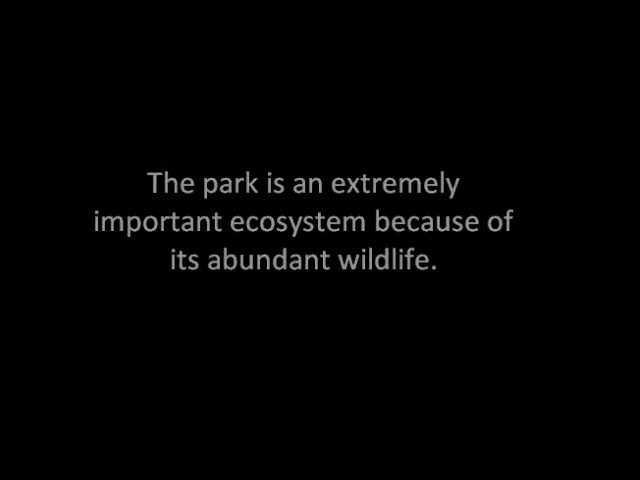 The park is an extremely
important ecosystem because of
its abundant wildlife.